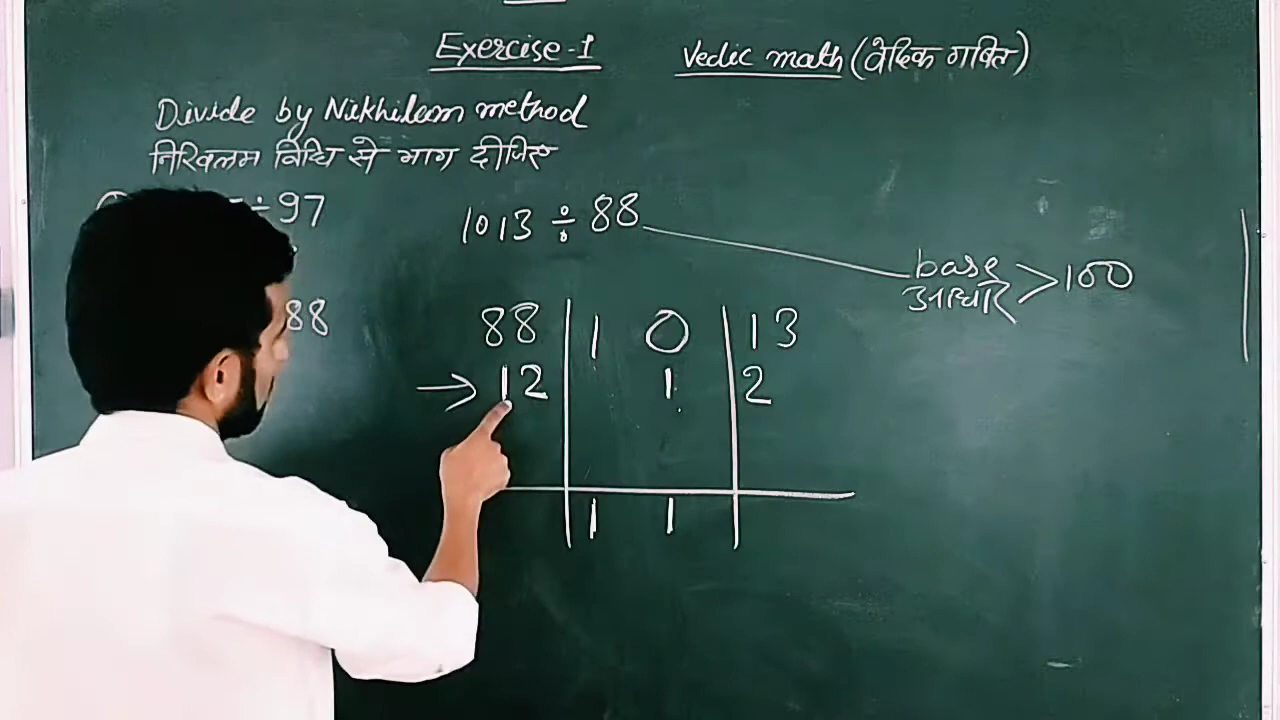 Exercise-1
Vedic math (वैदिक गणित)
Divide by Nikhilam method
निखिलम विधि से भाग दीजिए
÷ 97
1013 ÷ 88
base
आधार > 100
88
88 | 1 0 | 13
→ 12 | 1 | 2
1 1